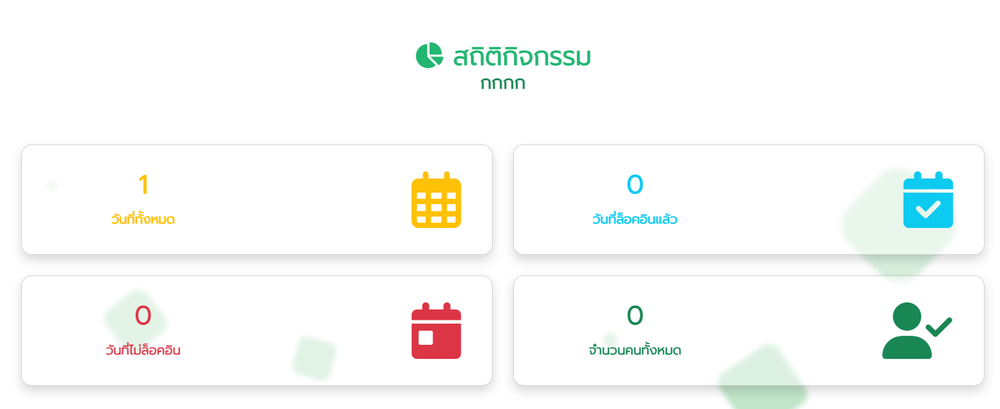 สถิติกิจกรรม
กกกก
1
วันที่ทั้งหมด
0
วันที่ล็อคอินแล้ว
0
วันที่ไม่ล็อคอิน
0
จำนวนคนทั้งหมด